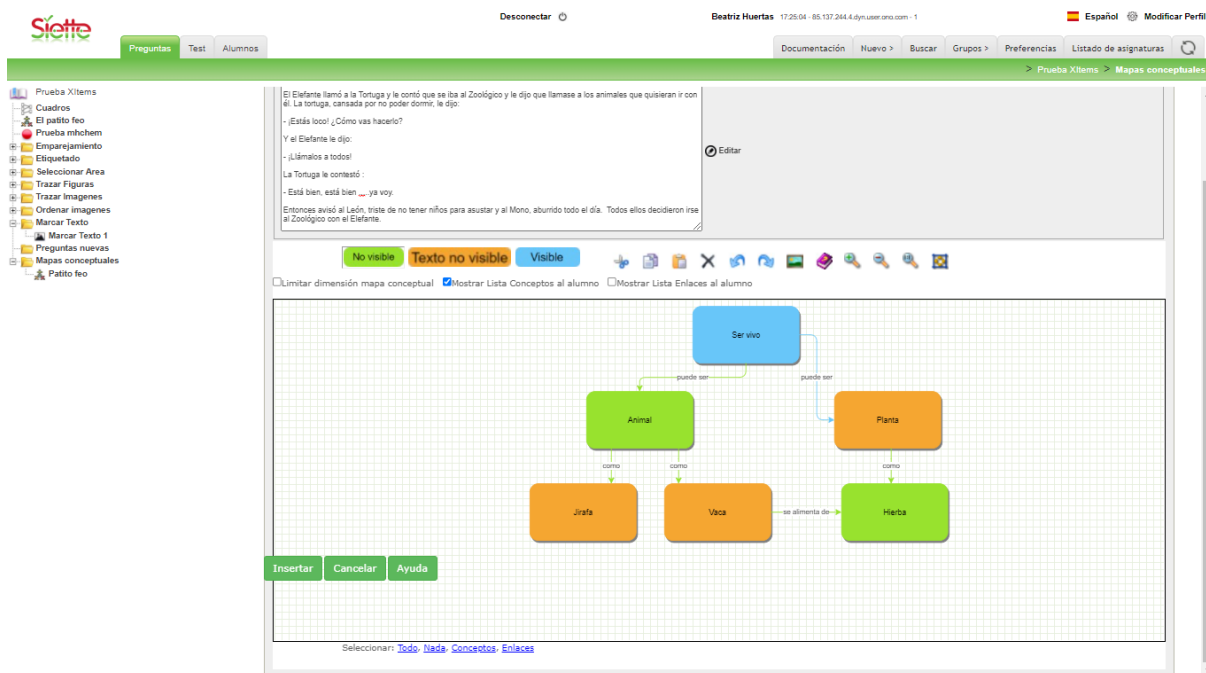 Siette
Desconectar
Beatriz Huertas 17:25:04 - 85.137.244.4.dyn.user.ono.com - 1
Español
Modificar Perfil
Preguntas
Test
Alumnos
Documentación
Nuevo >
Buscar
Grupos >
Preferencias
Listado de asignaturas
> Prueba XItems > Mapas conceptuales
Prueba XItems
Cuadros
El patito feo
Prueba mhchem
Emparejamiento
Etiquetado
Seleccionar Area
Trazar Figuras
Trazar Imagenes
Ordenar imagenes
Marcar Texto
Marcar Texto 1
Preguntas nuevas
Mapas conceptuales
Patito feo
El Elefante llamó a la Tortuga y le contó que se iba al Zoológico y le dijo que llamase a los animales que quisieran ir con
él. La tortuga, cansada por no poder dormir, le dijo:
- ¡Estás loco! ¿Cómo vas hacerlo?
Y el Elefante le dijo:
- ¡Llámalos a todos!
La Tortuga le contestó :
- Está bien, está bien ,,,..ya voy.
Entonces avisó al León, triste de no tener niños para asustar y al Mono, aburrido todo el día. Todos ellos decidieron irse
al Zoológico con el Elefante.
Editar
No visible
Texto no visible
Visible
Limitar dimensión mapa conceptual
Mostrar Lista Conceptos al alumno
Mostrar Lista Enlaces al alumno
Ser vivo
puede ser
puede ser
Animal
Planta
como
como
como
Jirafa
Vaca
se alimenta de
Hierba
Insertar
Cancelar
Ayuda
Seleccionar: Todo, Nada, Conceptos, Enlaces